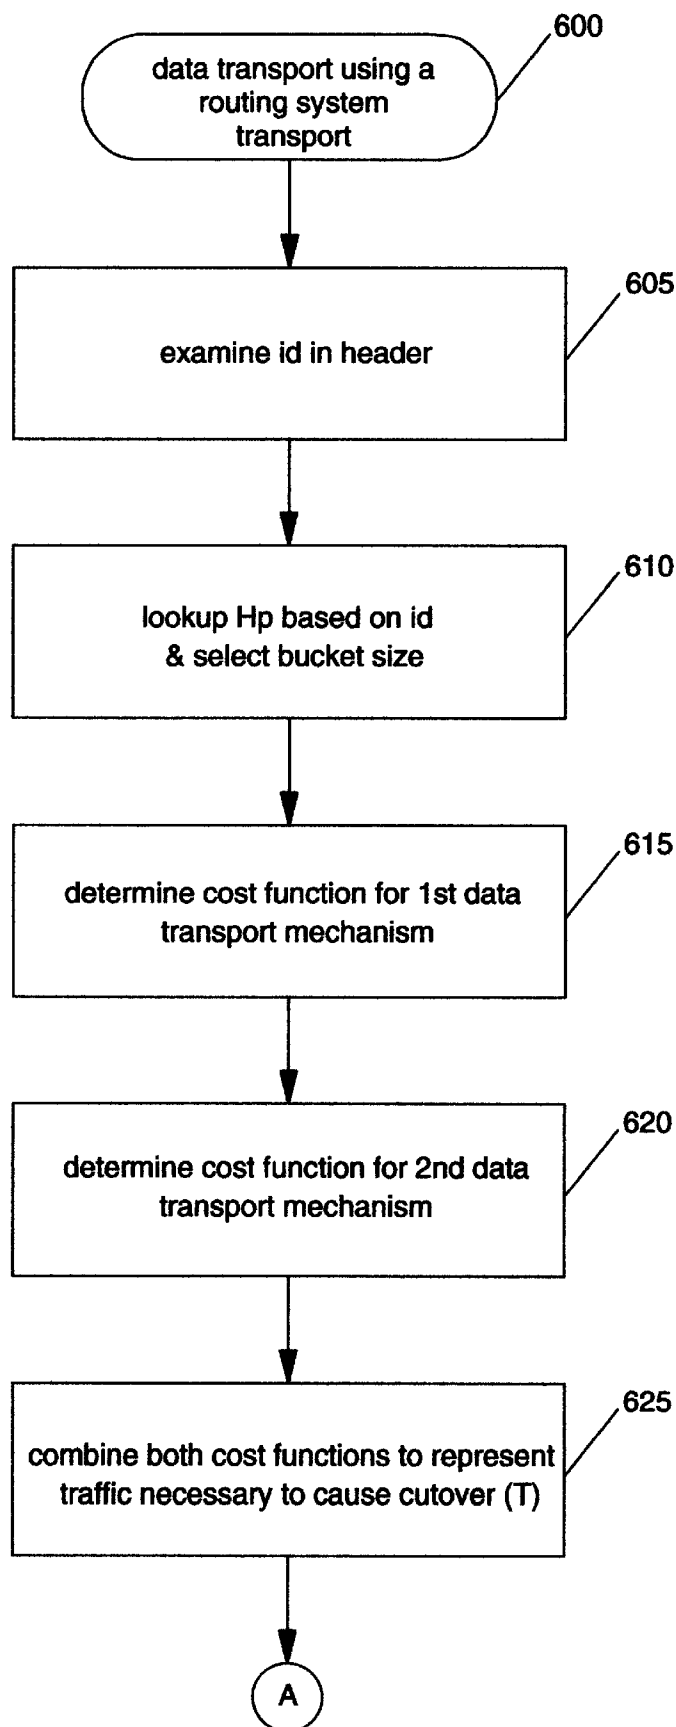 600
data transport using a
routing system
transport
605
examine id in header
610
lookup Hp based on id
& select bucket size
615
determine cost function for 1st data
transport mechanism
620
determine cost function for 2nd data
transport mechanism
625
combine both cost functions to represent
traffic necessary to cause cutover (T)
A